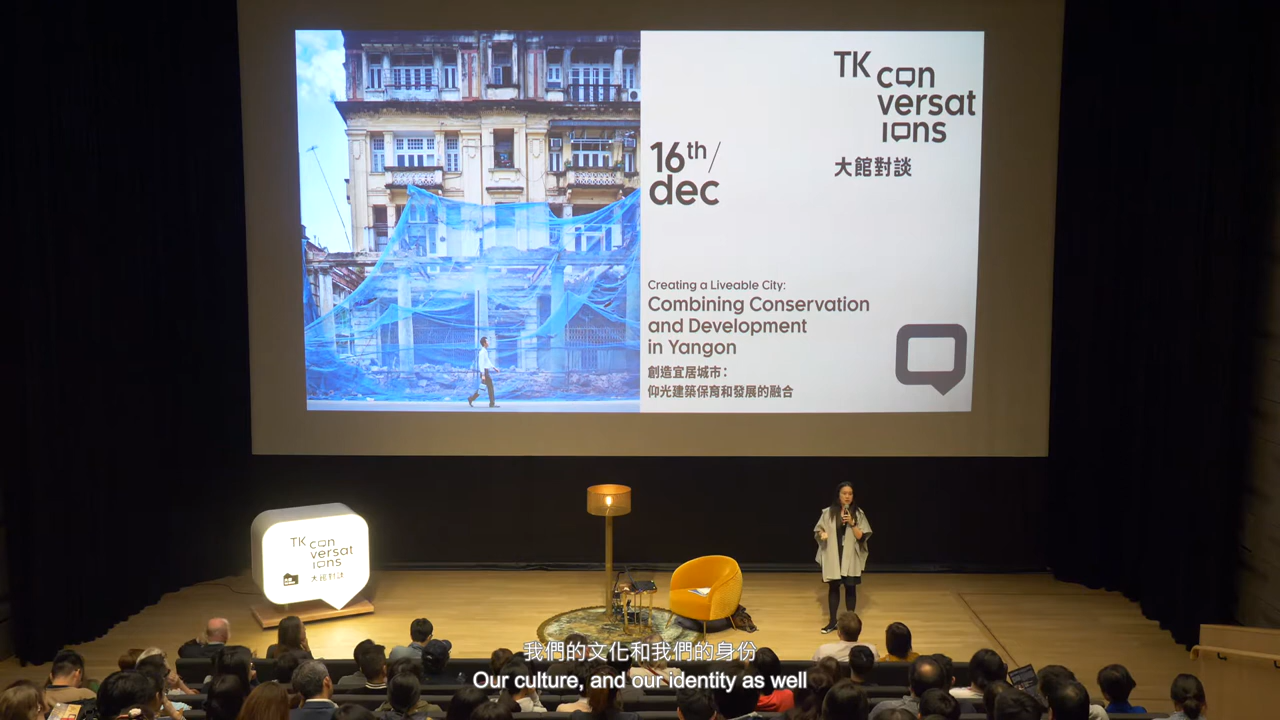 TK con
versat
ions
大館對談
16th/
dec
Creating a Liveable City:
Combining Conservation
and Development
in Yangon
創造宜居城市：
仰光建築保育和發展的融合
TK con
versat
ions
大館對談
我們的文化和我們的身份
Our culture, and our identity as well